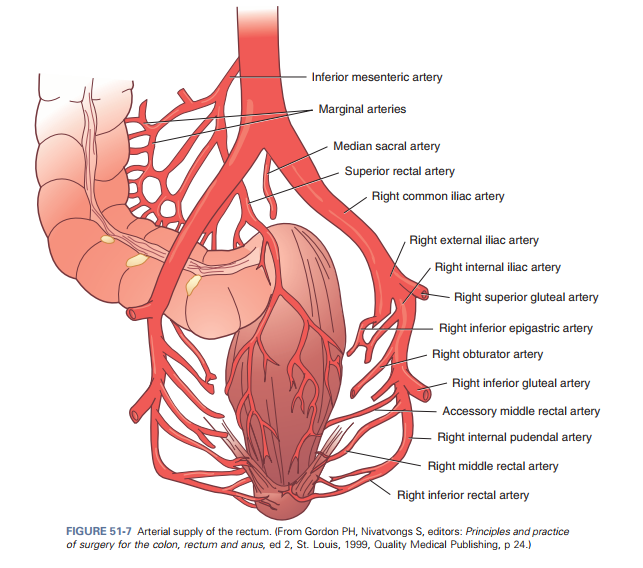 Inferior mesenteric artery
Marginal arteries
Median sacral artery
Superior rectal artery
Right common iliac artery
Right external iliac artery
Right internal iliac artery
Right superior gluteal artery
Right inferior epigastric artery
Right obturator artery
Right inferior gluteal artery
Accessory middle rectal artery
Right internal pudendal artery
Right middle rectal artery
Right inferior rectal artery
FIGURE 51-7 Arterial supply of the rectum. (From Gordon PH, Nivatvongs S, editors: Principles and practice
of surgery for the colon, rectum and anus, ed 2, St. Louis, 1999, Quality Medical Publishing, p 24.)